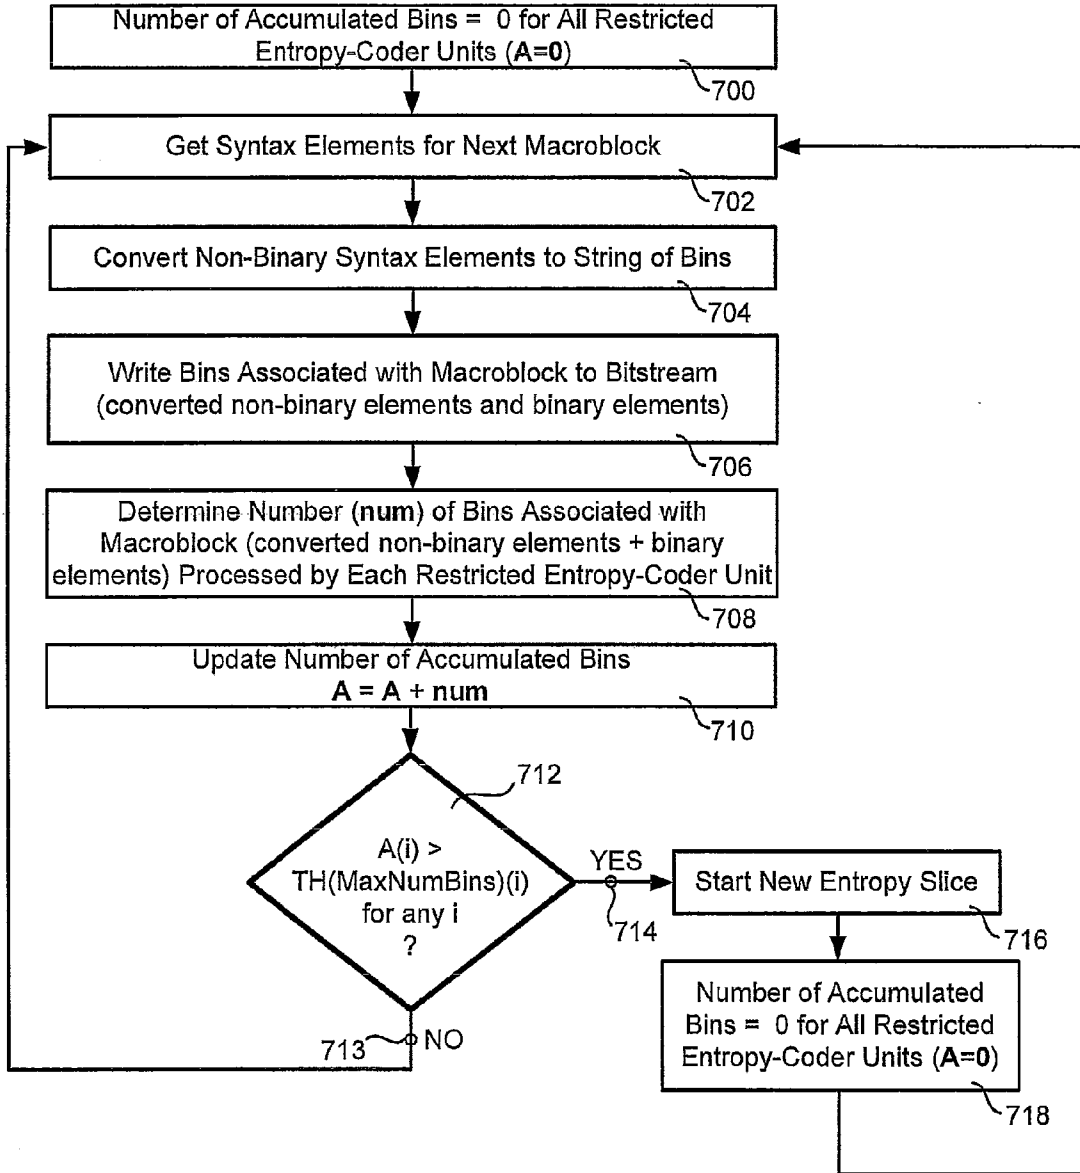 Number of Accumulated Bins = 0 for All Restricted
Entropy-Coder Units (A=0)
700
Get Syntax Elements for Next Macroblock
702
Convert Non-Binary Syntax Elements to String of Bins
704
Write Bins Associated with Macroblock to Bitstream
(converted non-binary elements and binary elements)
706
Determine Number (num) of Bins Associated with
Macroblock (converted non-binary elements + binary
elements) Processed by Each Restricted Entropy-Coder Unit
708
Update Number of Accumulated Bins
A = A + num
710
712
A(i) >
TH(MaxNumBins)(i)
for any i
?
YES
714
Start New Entropy Slice
716
713
NO
Number of Accumulated
Bins = 0 for All Restricted
Entropy-Coder Units (A=0)
718